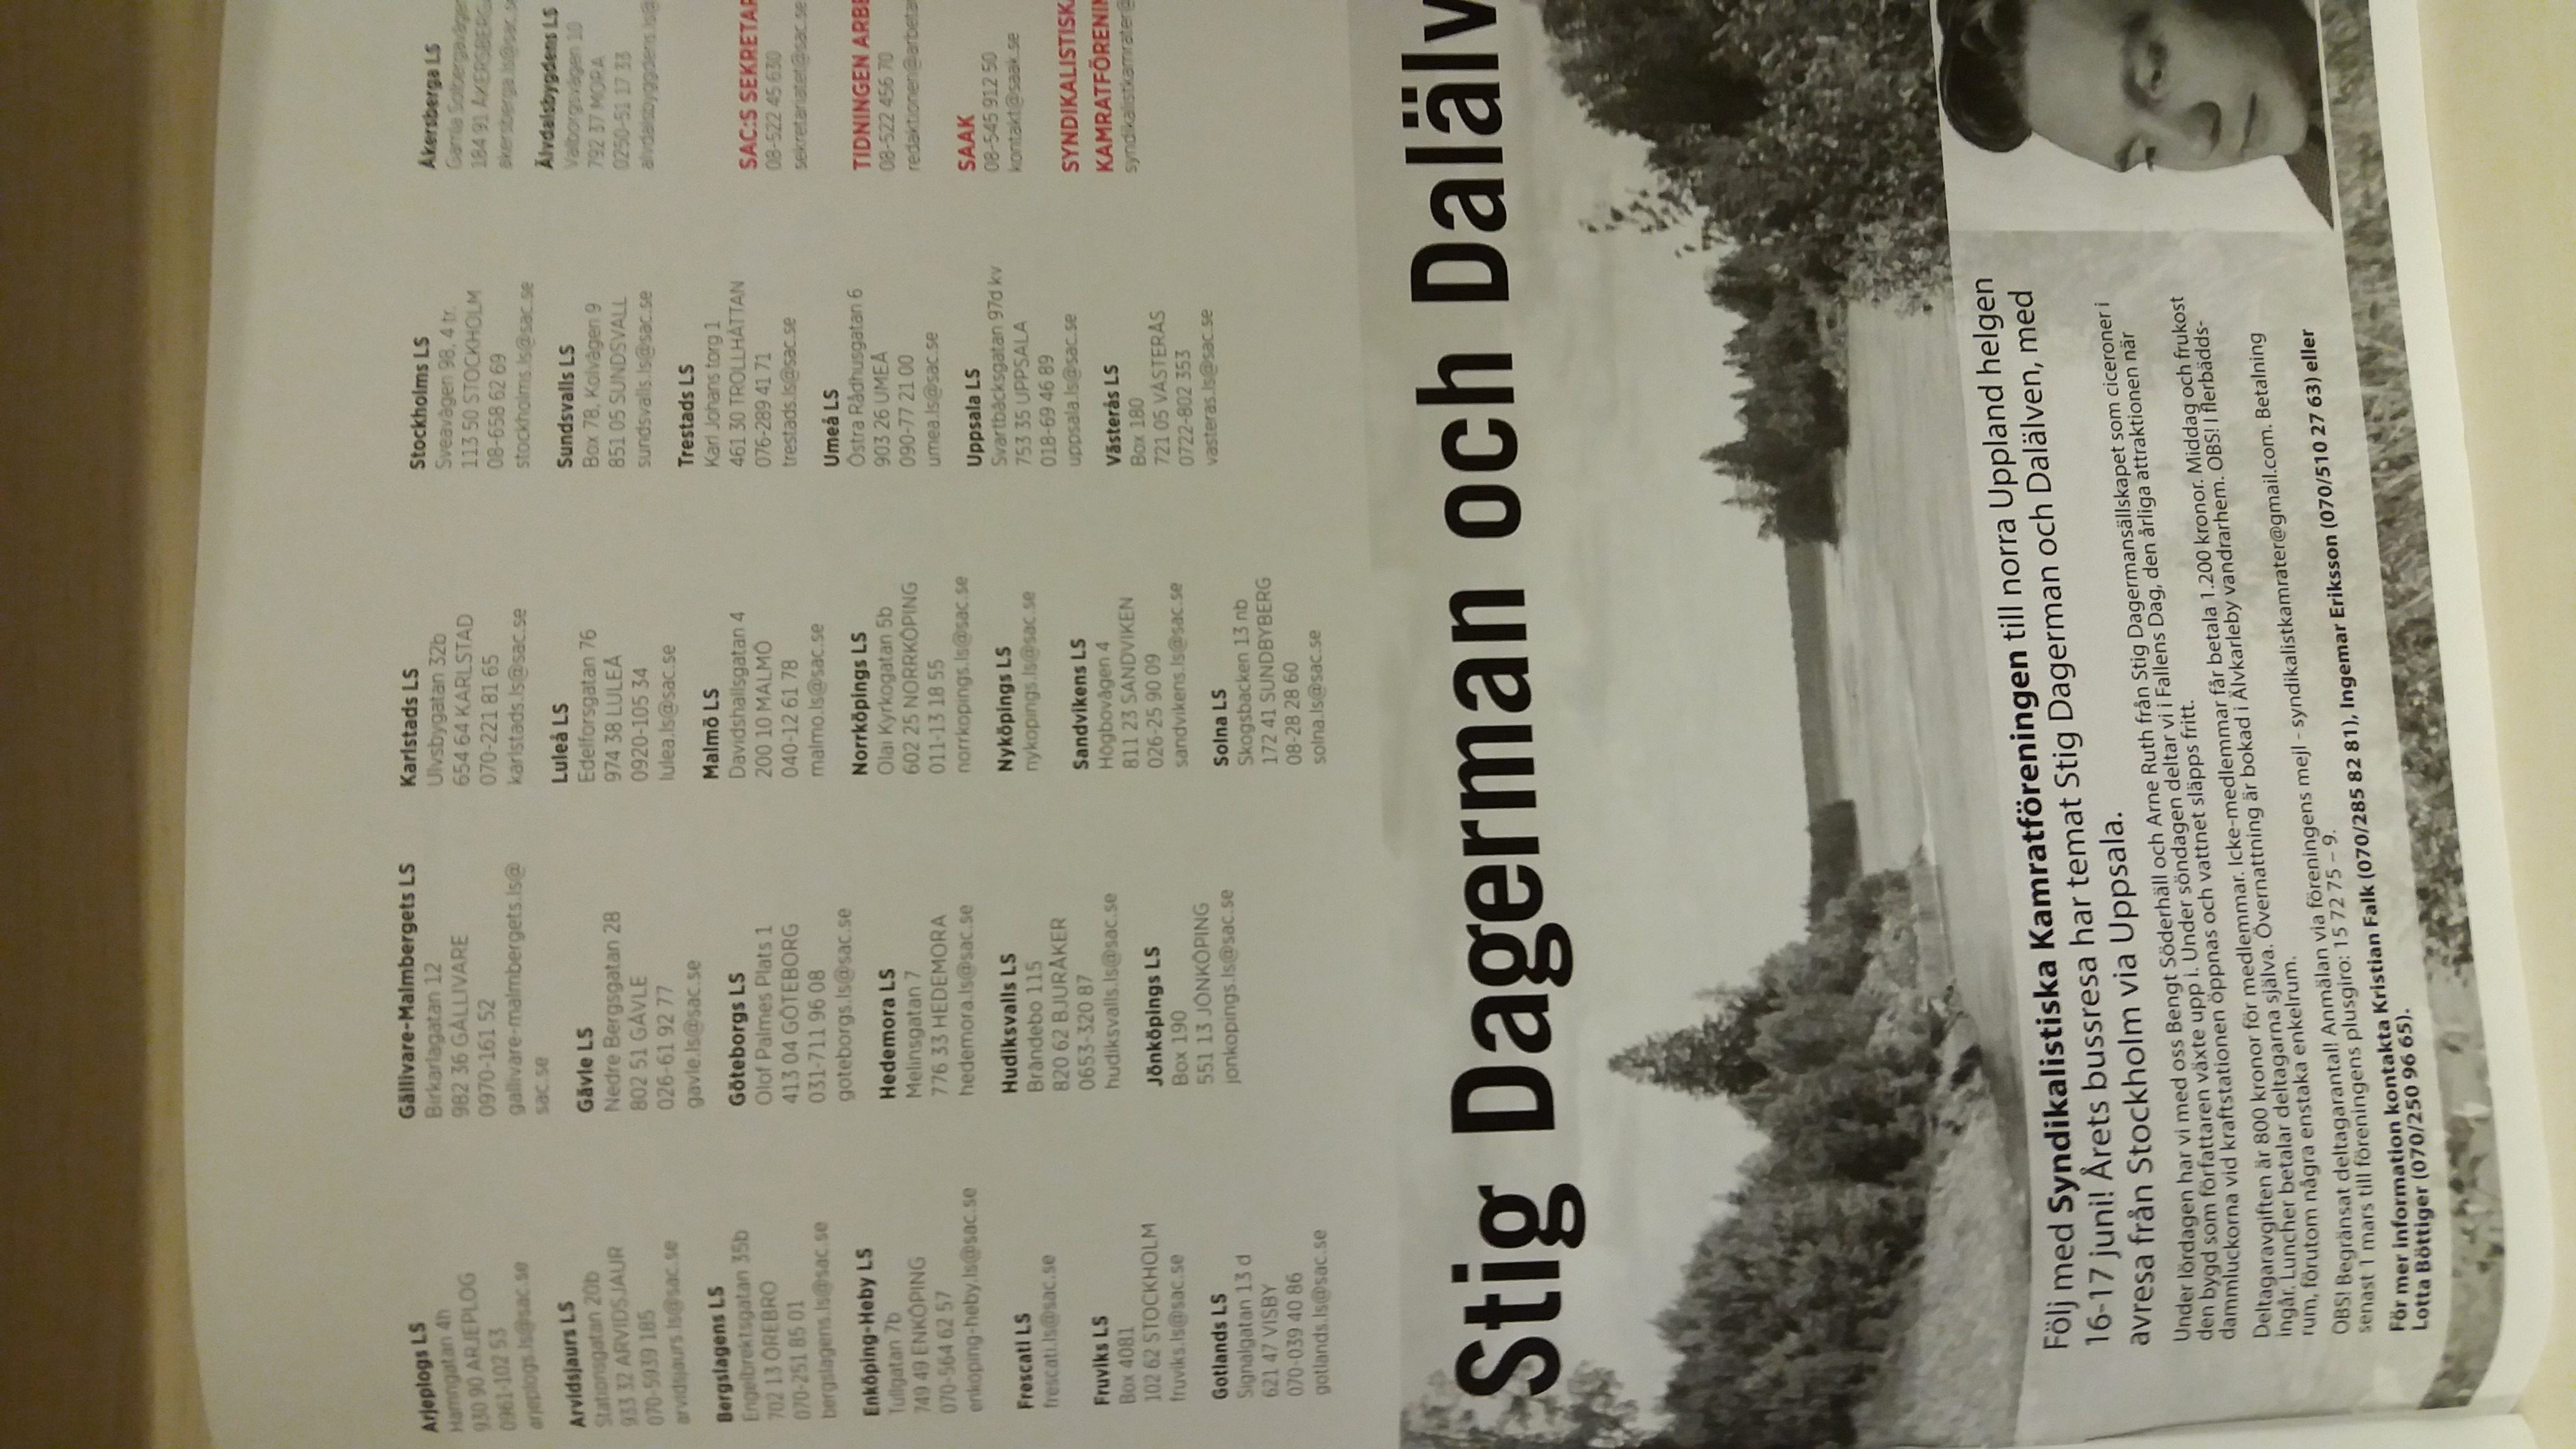 Arjeplogs LS
Hamngatan 4h
930 90 ARJEPLOG
0961-102 53
arjeplogs.ls@sac.se
Arvidsjaurs LS
Stationsgatan 20b
933 32 ARVIDSJAUR
070-5939 185
arvidsjaurs.ls@sac.se
Bergslagens LS
Engelbrektsgatan 35b
702 13 ÖREBRO
070-251 85 01
bergslagens.ls@sac.se
Enköping-Heby LS
Tullgatan 7b
749 49 ENKÖPING
070-564 62 57
enkoping-heby.ls@sac.se
Frescati LS
frescati.ls@sac.se
Fruviks LS
Box 4081
102 62 STOCKHOLM
fruviks.ls@sac.se
Gotlands LS
Signalgatan 13 d
621 47 VISBY
070-039 40 86
gotlands.ls@sac.se
Gällivare-Malmbergets LS
Birkarlagatan 12
982 36 GÄLLIVARE
0970-161 52
gallivare-malmbergets.ls@
sac.se
Gävle LS
Nedre Bergsgatan 28
802 51 GÄVLE
026-61 92 77
gavle.ls@sac.se
Göteborgs LS
Olof Palmes Plats 1
413 04 GÖTEBORG
031-711 96 08
goteborgs.ls@sac.se
Hedemora LS
Melinsgatan 7
776 33 HEDEMORA
hedemora.ls@sac.se
Hudiksvalls LS
Brändebo 115
820 62 BJURÅKER
0653-320 87
hudiksvalls.ls@sac.se
Jönköpings LS
Box 190
551 13 JÖNKÖPING
jonkopings.ls@sac.se
Karlstads LS
Ulvsbygatan 32b
654 64 KARLSTAD
070-221 81 65
karlstads.ls@sac.se
Luleå LS
Edelforsgatan 76
974 38 LULEÅ
0920-105 34
lulea.ls@sac.se
Malmö LS
Davidshallsgatan 4
200 10 MALMÖ
040-12 61 78
malmo.ls@sac.se
Norrköpings LS
Olai Kyrkogatan 5b
602 25 NORRKÖPING
011-13 18 55
norrkopings.ls@sac.se
Nyköpings LS
nykopings.ls@sac.se
Sandvikens LS
Högbovägen 4
811 23 SANDVIKEN
026-25 90 09
sandvikens.ls@sac.se
Solna LS
Skogsbacken 13 nb
172 41 SUNDBYBERG
08-28 28 60
solna.ls@sac.se
Stockholms LS
Sveavägen 98, 4 tr.
113 50 STOCKHOLM
08-658 62 69
stockholms.ls@sac.se
Sundsvalls LS
Box 78, Kolvägen 9
851 05 SUNDSVALL
sundsvalls.ls@sac.se
Trestads LS
Karl Johans torg 1
461 30 TROLLHÄTTAN
076-289 41 71
trestads.ls@sac.se
Umeå LS
Östra Rådhusgatan 6
903 26 UMEÅ
090-77 21 00
umea.ls@sac.se
Uppsala LS
Svartbäcksgatan 97d kv
753 35 UPPSALA
018-69 46 89
uppsala.ls@sac.se
Västerås LS
Box 180
721 05 VÄSTERÅS
0722-802 353
vasteras.ls@sac.se
Åkersberga LS
Gamla Solbergavägen
184 91 ÅKERSBERG
akersberga.ls@sac.s
Älvdalsbygdens LS
Valborgsvägen 10
792 37 MORA
0250-51 17 33
alvdalsbygdens.ls@
SAC:S SEKRETAR
08-522 45 630
sekretariatet@sac.se
TIDNINGEN ARBE
08-522 456 70
redaktionen@arbetar
SAAK
08-545 912 50
kontakt@saak.se
SYNDIKALISTISKA
KAMRATFÖRENIN
syndikalistkamrater@
Stig Dagerman och Dalälv
Följ med Syndikalistiska Kamratföreningen till norra Uppland helgen
16-17 juni! Årets bussresa har temat Stig Dagerman och Dalälven, med
avresa från Stockholm via Uppsala.
Under lördagen har vi med oss Bengt Söderhäll och Arne Ruth från Stig Dagermansällskapet som ciceroner i
den bygd som författaren växte upp i. Under söndagen deltar vi i Fallens Dag, den årliga attraktionen när
dammluckorna vid kraftstationen öppnas och vattnet släpps fritt.
Deltagaravgiften är 800 kronor för medlemmar. Icke-medlemmar får betala 1.200 kronor. Middag och frukost
ingår. Luncher betalar deltagarna själva. Övernattning är bokad i Älvkarleby vandrarhem. OBS! I flerbädds-
rum, förutom några enstaka enkelrum.
OBS! Begränsat deltagarantal! Anmälan via föreningens mejl - syndikalistkamrater@gmail.com. Betalning
senast 1 mars till föreningens plusgiro: 15 72 75 - 9.
För mer information kontakta Kristian Falk (070/285 82 81), Ingemar Eriksson (070/510 27 63) eller
Lotta Böttiger (070/250 96 65).